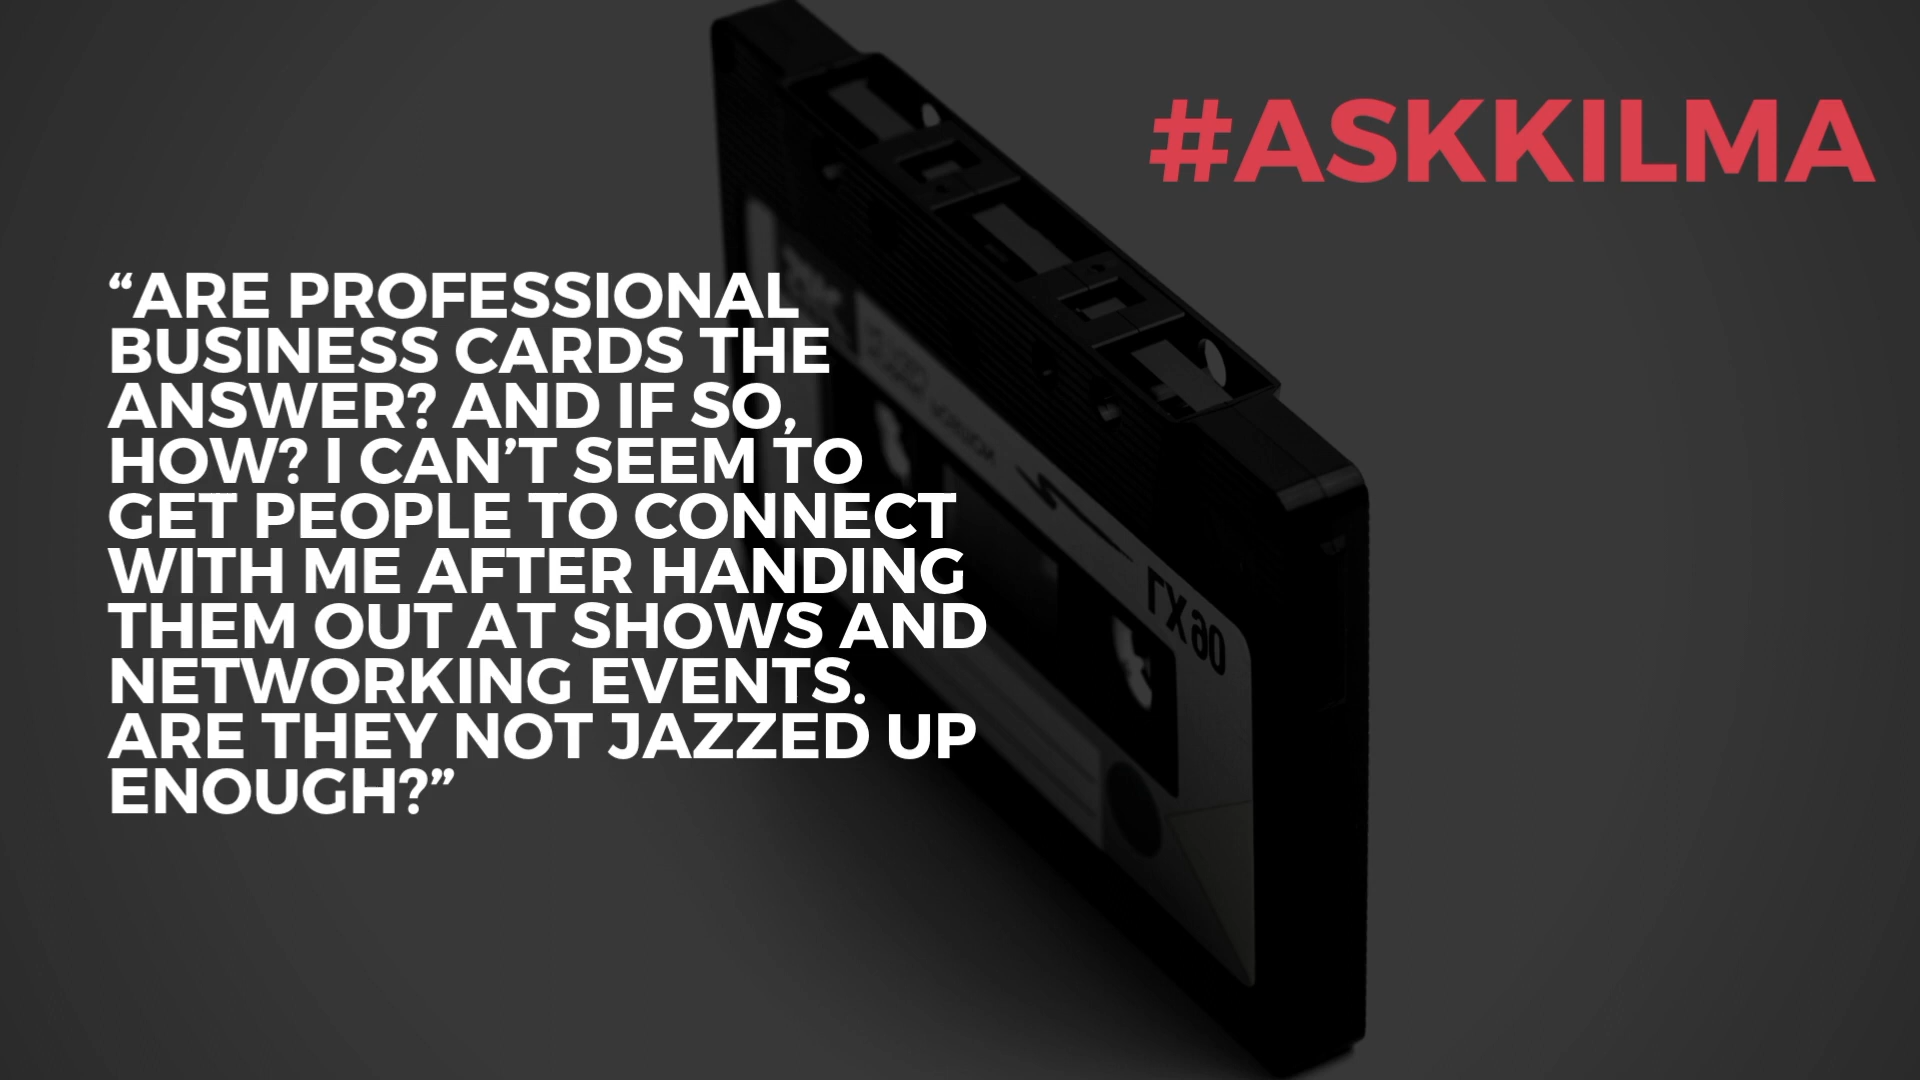 #ASKKILMA
“ARE PROFESSIONAL
BUSINESS CARDS THE
ANSWER? AND IF SO,
HOW? I CAN’T SEEM TO
GET PEOPLE TO CONNECT
WITH ME AFTER HANDING
THEM OUT AT SHOWS AND
NETWORKING EVENTS.
ARE THEY NOT JAZZED UP
ENOUGH?”